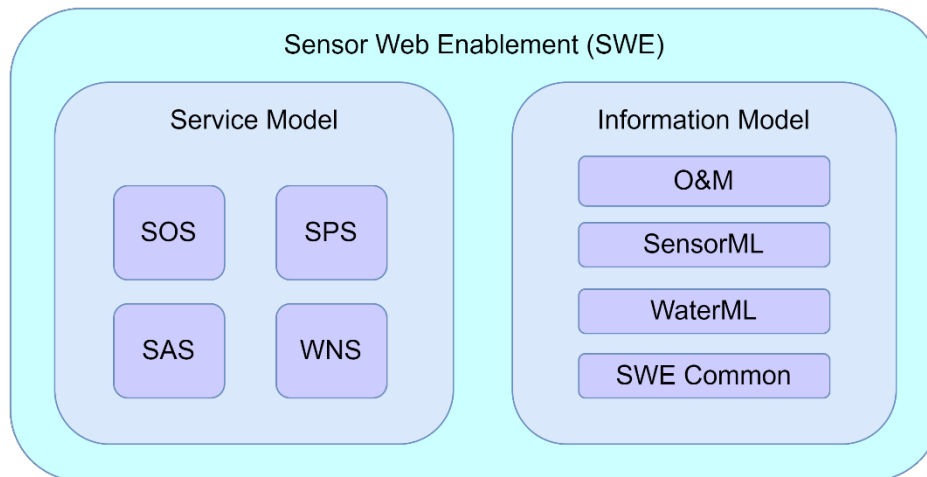 Sensor Web Enablement (SWE)
Service Model
SOS
SPS
SAS
WNS
Information Model
O&M
SensorML
WaterML
SWE Common